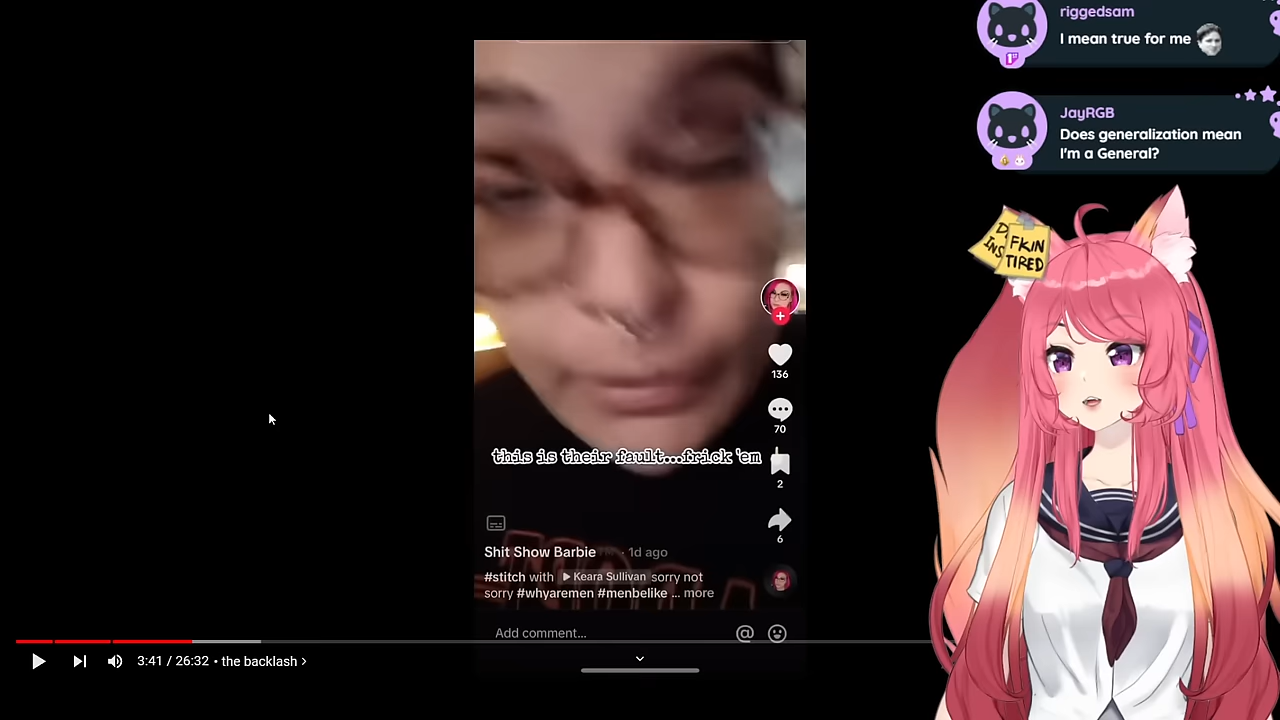 riggedsam
I mean true for me
JayRGB
Does generalization mean
I'm a General?
FKIN
TIRED
136
70
this is their fault...frick 'em
2
6
Shit Show Barbie · 1d ago
#stitch with Keara Sullivan sorry not
sorry #whyaremen #menbelike ... more
Add comment...
3:41 / 26:32 • the backlash